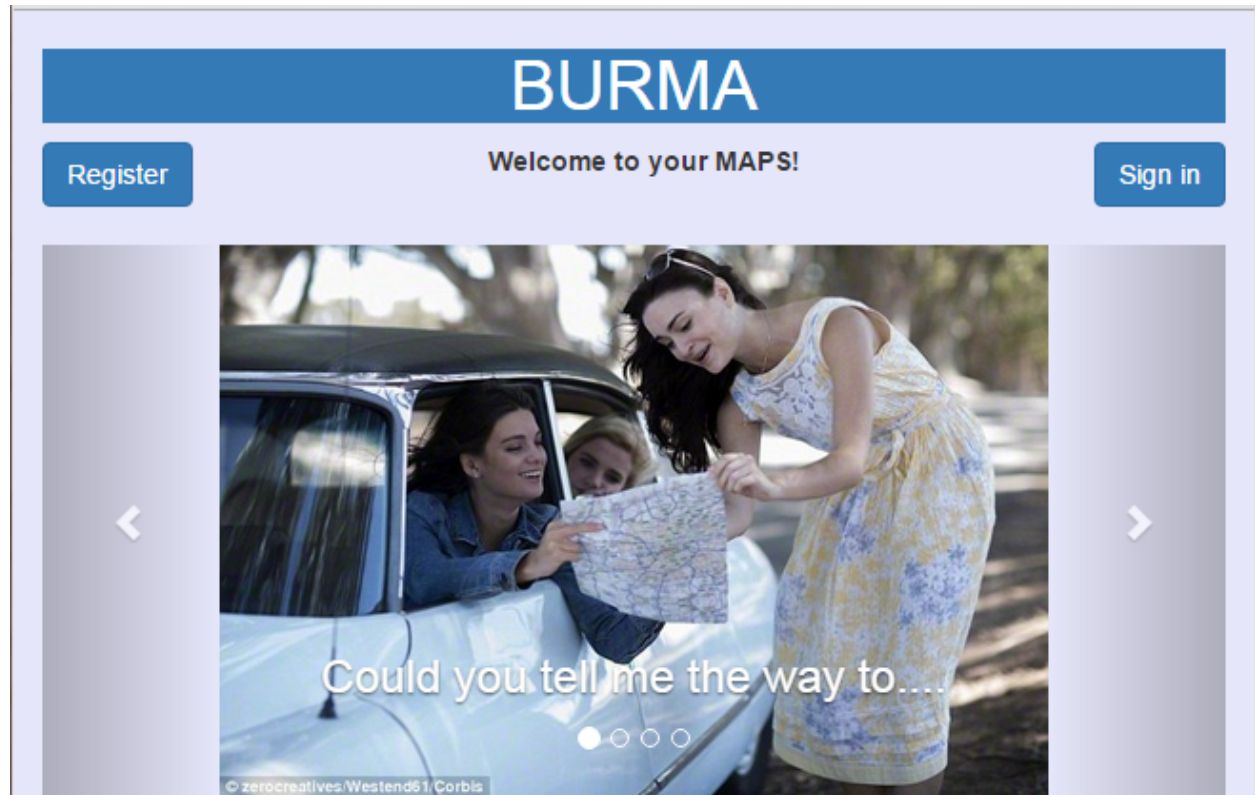 BURMA
Register
Welcome to your MAPS!
Sign in
Could you tell me the way to....
© zerocreatives/Westend61/Corbis